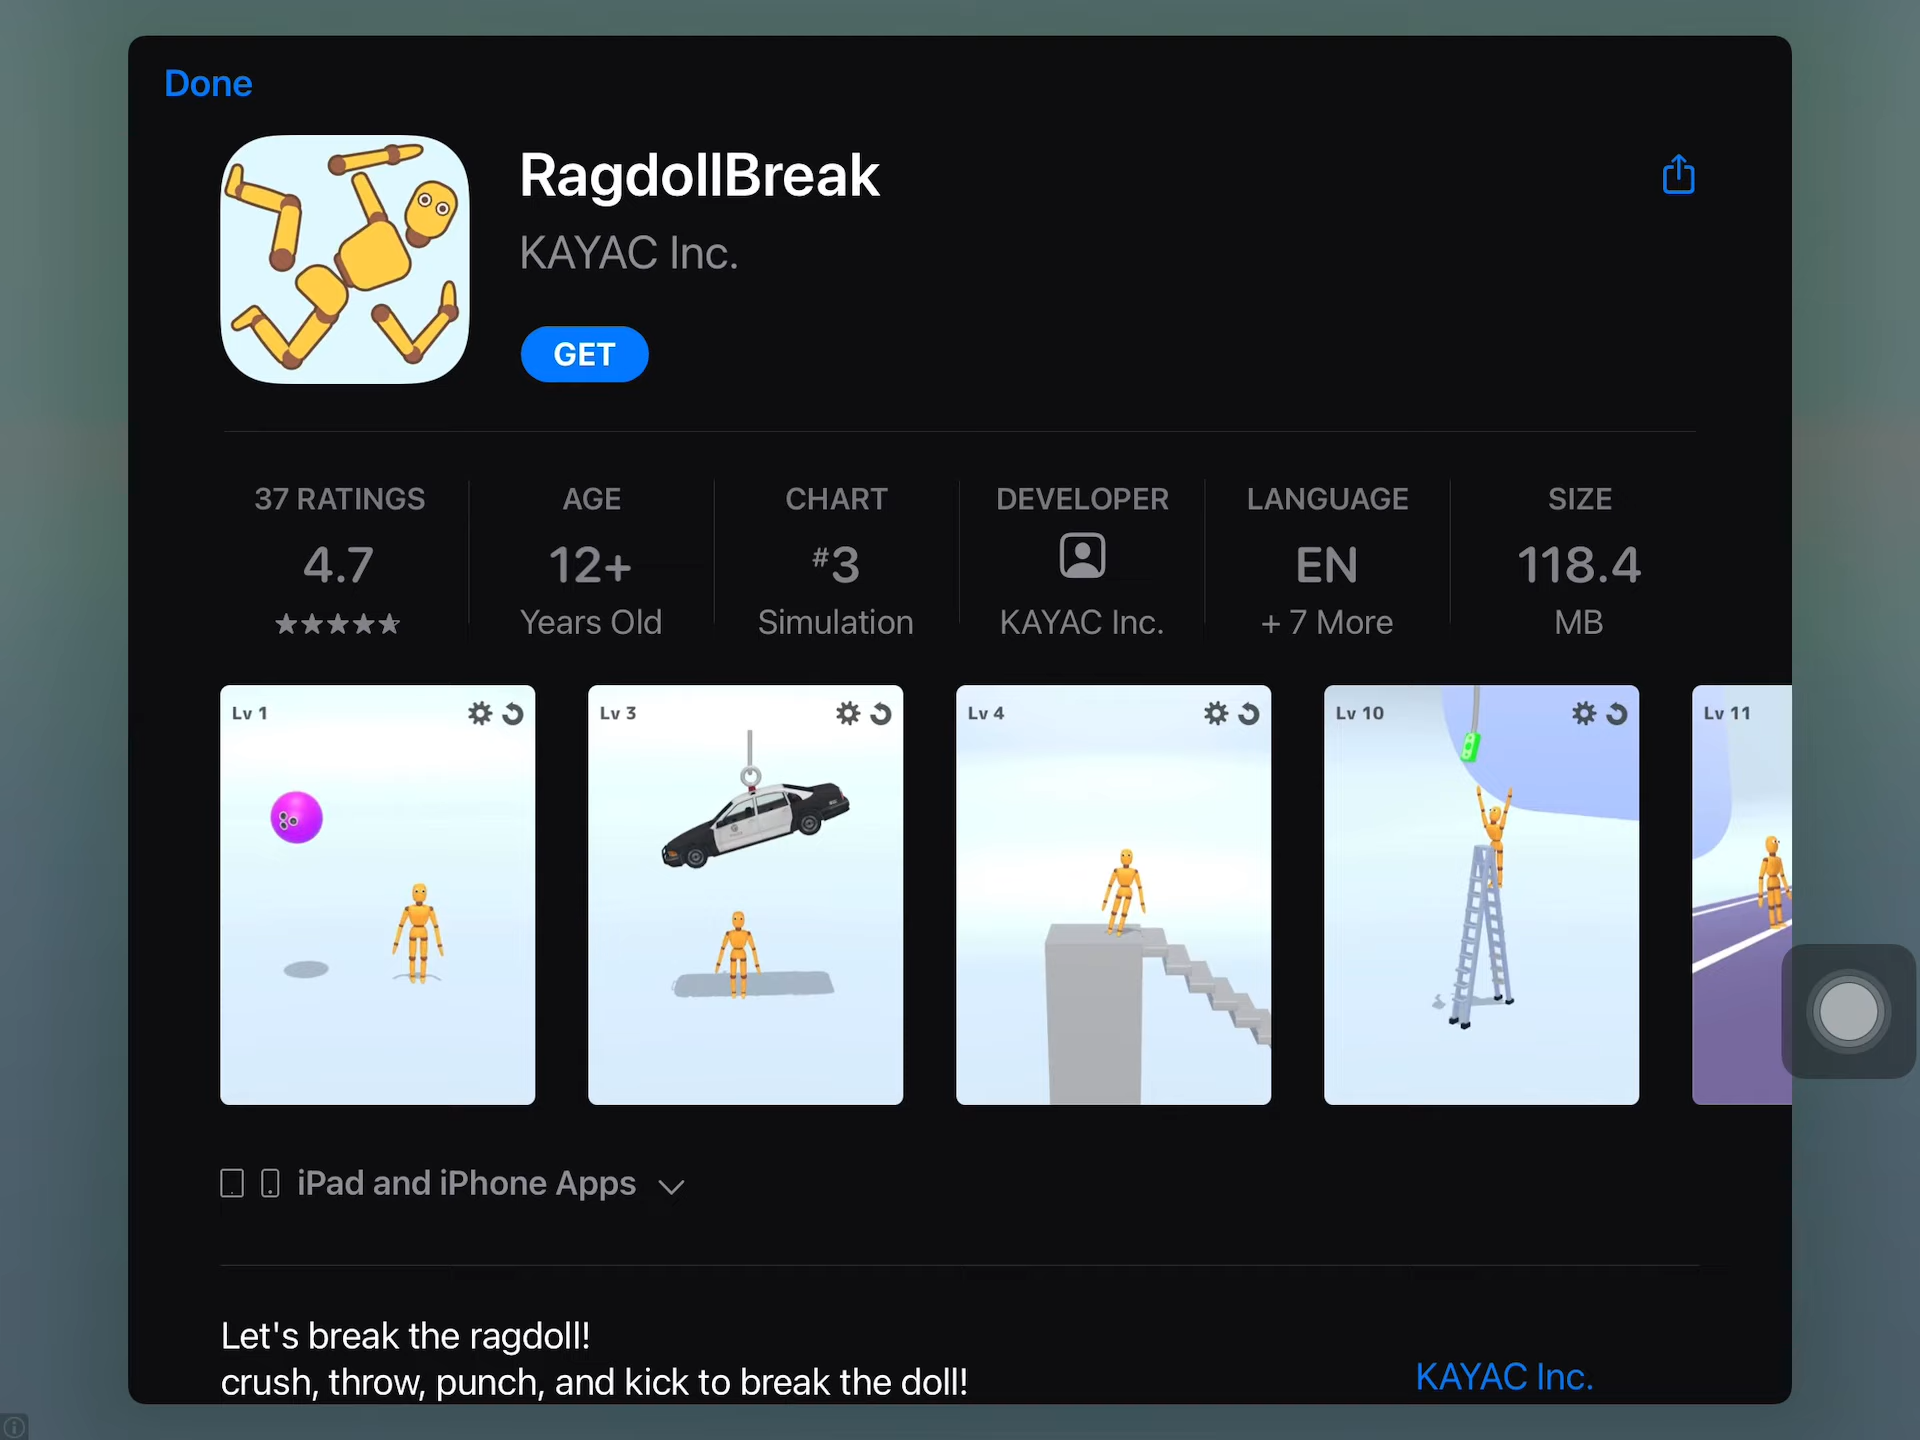 Done
RagdollBreak
KAYAC Inc.
GET
37 RATINGS
4.7
AGE
12+
Years Old
CHART
#3
Simulation
DEVELOPER
KAYAC Inc.
LANGUAGE
EN
+ 7 More
SIZE
118.4
MB
Lv 1
Lv 3
Lv 4
Lv 10
Lv 11
iPad and iPhone Apps
Let's break the ragdoll!
crush, throw, punch, and kick to break the doll!
KAYAC Inc.